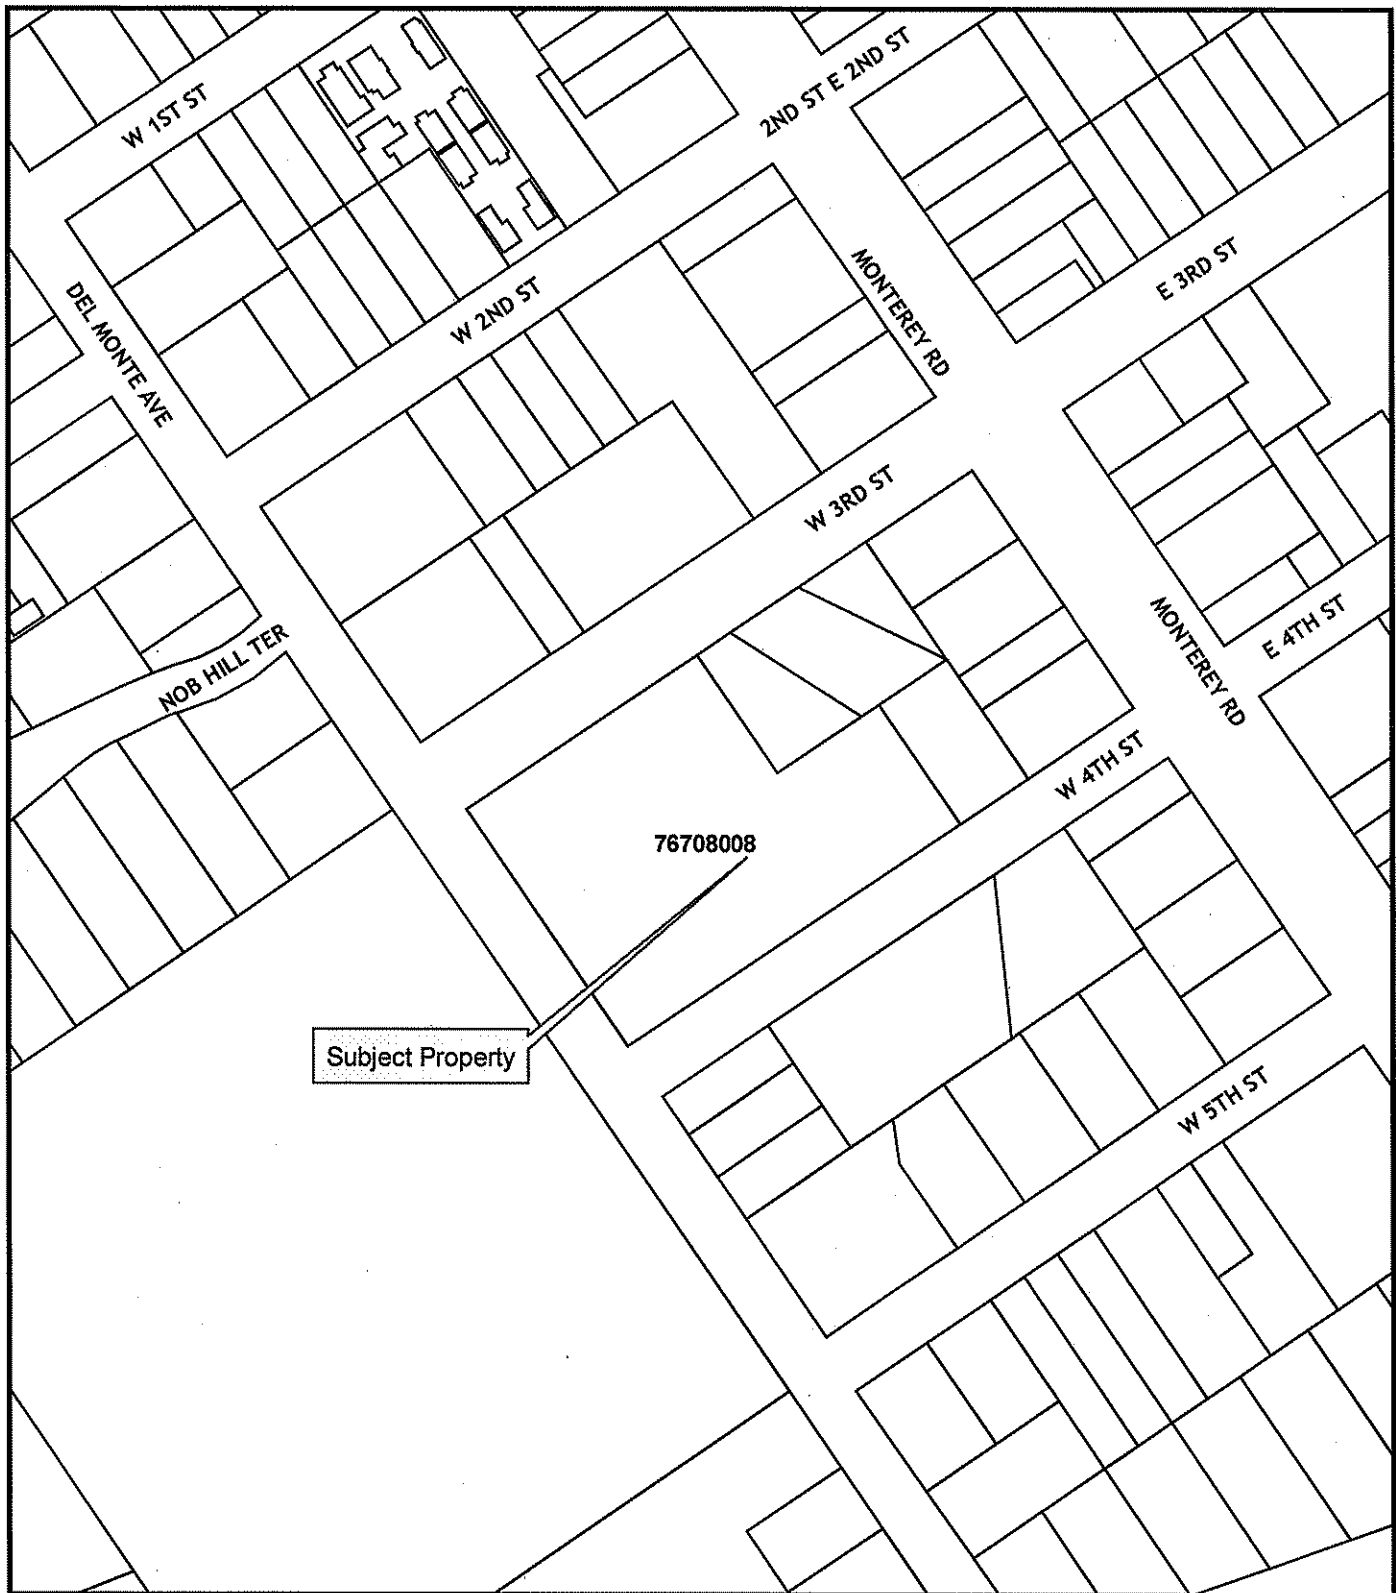 W 1ST ST
2ND ST E 2ND ST
E 3RD ST
MONTEREY RD
W 2ND ST
DEL MONTE AVE
W 3RD ST
NOB HILL TER
E 4TH ST
MONTEREY RD
W 4TH ST
76708008
Subject Property
W 5TH ST